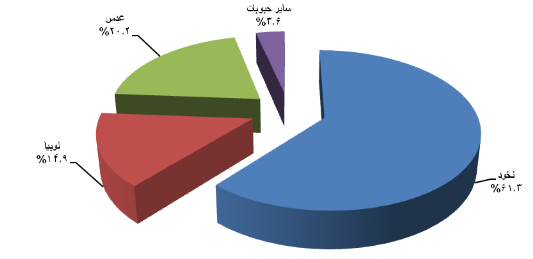 سایر حبوبات
%۳.۶
عدس
%۲۰.۲
لوبیا
%۱۴.۹
نخود
%۶۱.۳